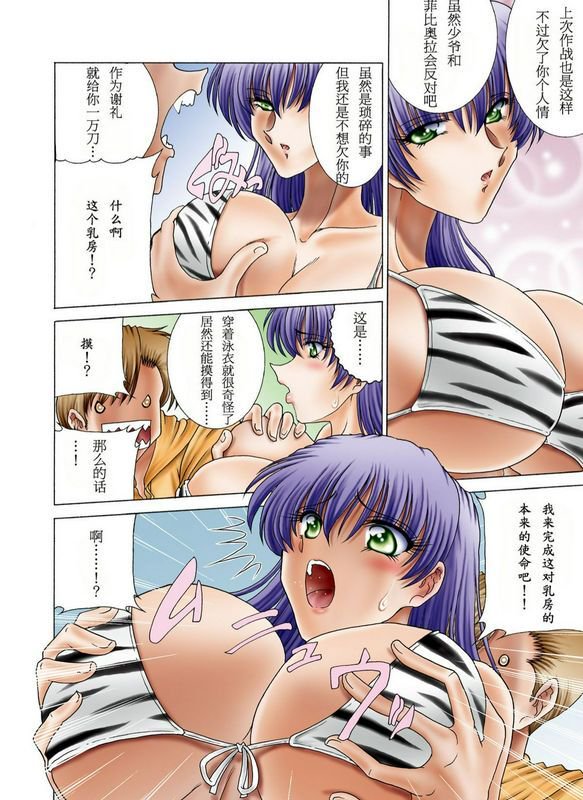 上次作战也是这样
不过欠了你个人情
虽然少爷和
菲比奥拉会反对吧
虽然是琐碎的事
但我还是不想欠你的
作为谢礼
就给你一万刀…
什么啊
这个乳房！？
这是……
穿着泳衣就很奇怪了
居然还能摸得到……
摸！？
那么的话
……！
我来完成这对乳房的
本来的使命吧！！
啊……！？
ムニュウッ